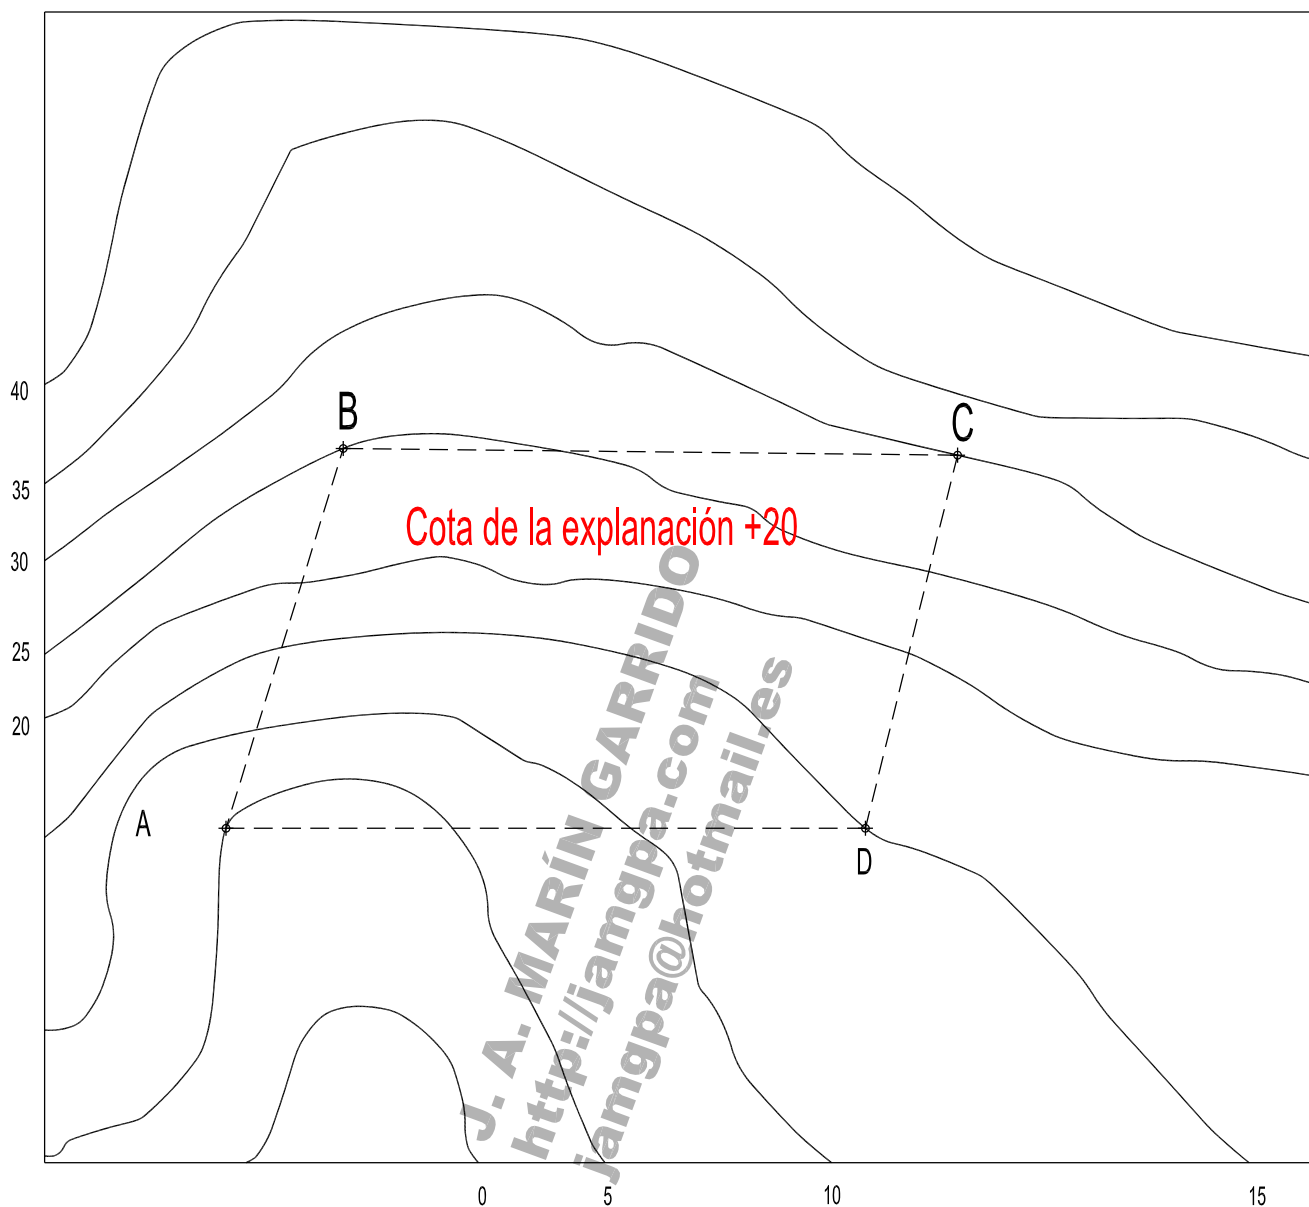 40
B
C
35
Cota de la explanación +20
30
25
20
A
D
J. A. MARÍN GARRIDO
http://jamgpa.com
jamgpa@hotmail.es
0
5
10
15